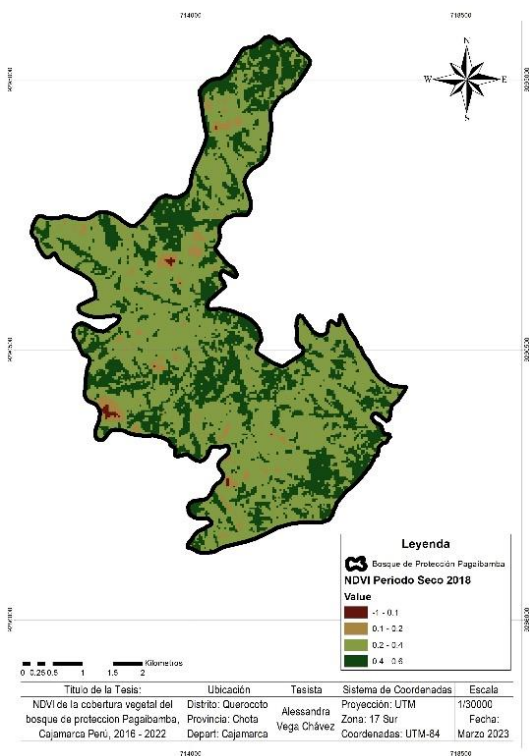 714000 718500
N
W E
S
Leyenda
Bosque de Protección Pagaibamba
NDVI Periodo Seco 2018
Value
-1 - 0.1
0.1 - 0.2
0.2 - 0.4
0.4 - 0.6
0 0.25 0.5 1 1.5 2 Kilometros
Titulo de la Tesis: Ubicación Tesista Sistema de Coordenadas Escala
NDVI de la cobertura vegetal del Distrito: Querocoto Alessandra Proyección: UTM 1/30000
bosque de proteccion Pagaibamba, Provincia: Chota Vega Chávez Zona: 17 Sur Fecha:
Cajamarca Perú, 2016 - 2022 Depart: Cajamarca Coordenadas: UTM-84 Marzo 2023
714000 718500